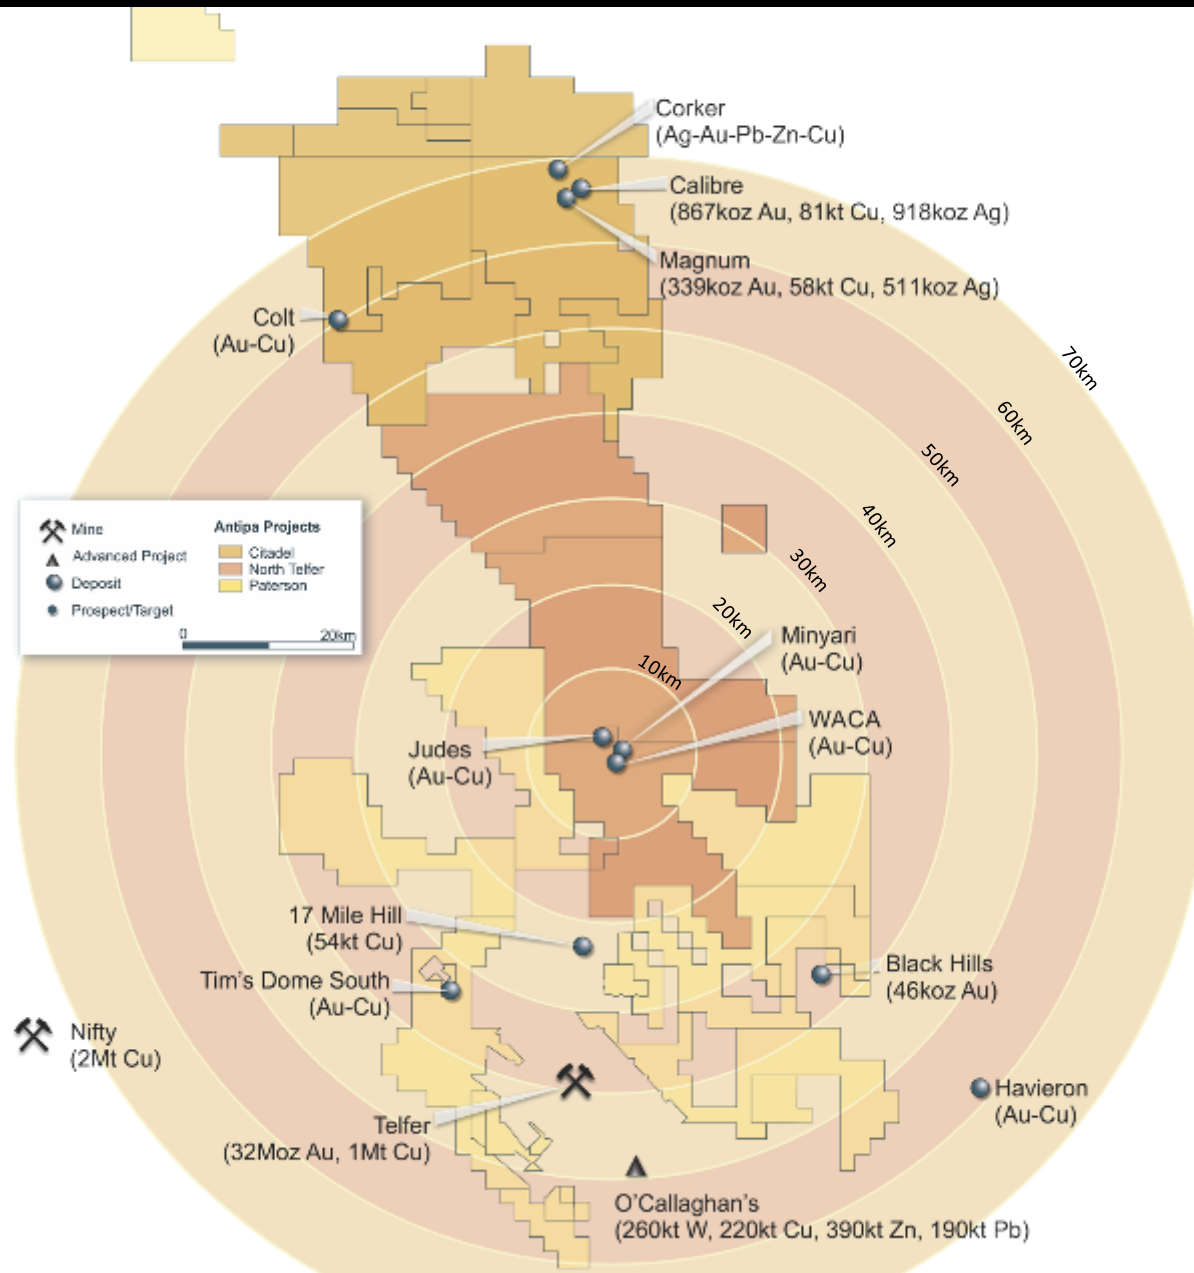 Corker
(Ag-Au-Pb-Zn-Cu)
Calibre
(867koz Au, 81kt Cu, 918koz Ag)
Magnum
(339koz Au, 58kt Cu, 511koz Ag)
Colt
(Au-Cu)
70km
60km
50km
40km
30km
20km
10km
Mine
Advanced Project
Deposit
Prospect/Target
Antipa Projects
Citadel
North Telfer
Paterson
0
20km
Minyari
(Au-Cu)
WACA
(Au-Cu)
Judes
(Au-Cu)
17 Mile Hill
(54kt Cu)
Tim's Dome South
(Au-Cu)
Black Hills
(46koz Au)
Nifty
(2Mt Cu)
Havieron
(Au-Cu)
Telfer
(32Moz Au, 1Mt Cu)
O'Callaghan's
(260kt W, 220kt Cu, 390kt Zn, 190kt Pb)